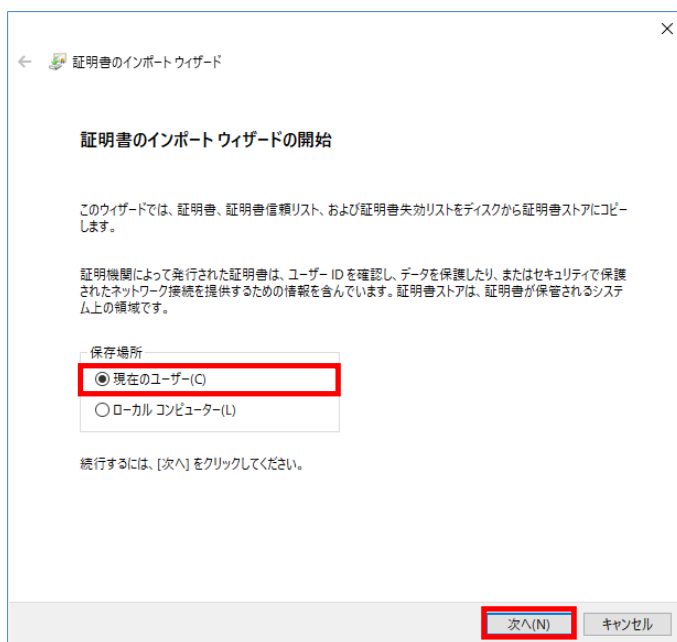 証明書のインポート ウィザード
証明書のインポート ウィザードの開始
このウィザードでは、証明書、証明書信頼リスト、および証明書失効リストをディスクから証明書ストアにコピー
します。
証明機関によって発行された証明書は、ユーザー ID を確認し、データを保護したり、またはセキュリティで保護
されたネットワーク接続を提供するための情報を含んでいます。証明書ストアは、証明書が保管されるシステ
ム上の領域です。
保存場所
現在のユーザー(C)
ローカル コンピューター(L)
続行するには、[次へ] をクリックしてください。
次へ(N)
キャンセル